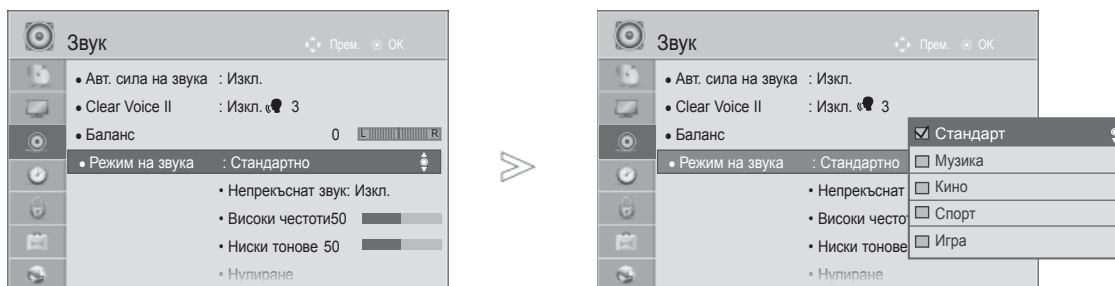 Звук Прем. OK
• Авт. сила на звука : Изкл.
• Clear Voice II : Изкл. 3
• Баланс 0 L R
• Режим на звука : Стандартно
• Непрекъснат звук: Изкл.
• Високи честоти50
• Ниски тонове 50
• Нулиране
Звук Прем. OK
• Авт. сила на звука : Изкл.
• Clear Voice II : Изкл. 3
• Баланс
• Режим на звука : Стандартно
• Непрекъснат
• Високи често
• Ниски тонове
• Нулиране
Стандарт
Музика
Кино
Спорт
Игра